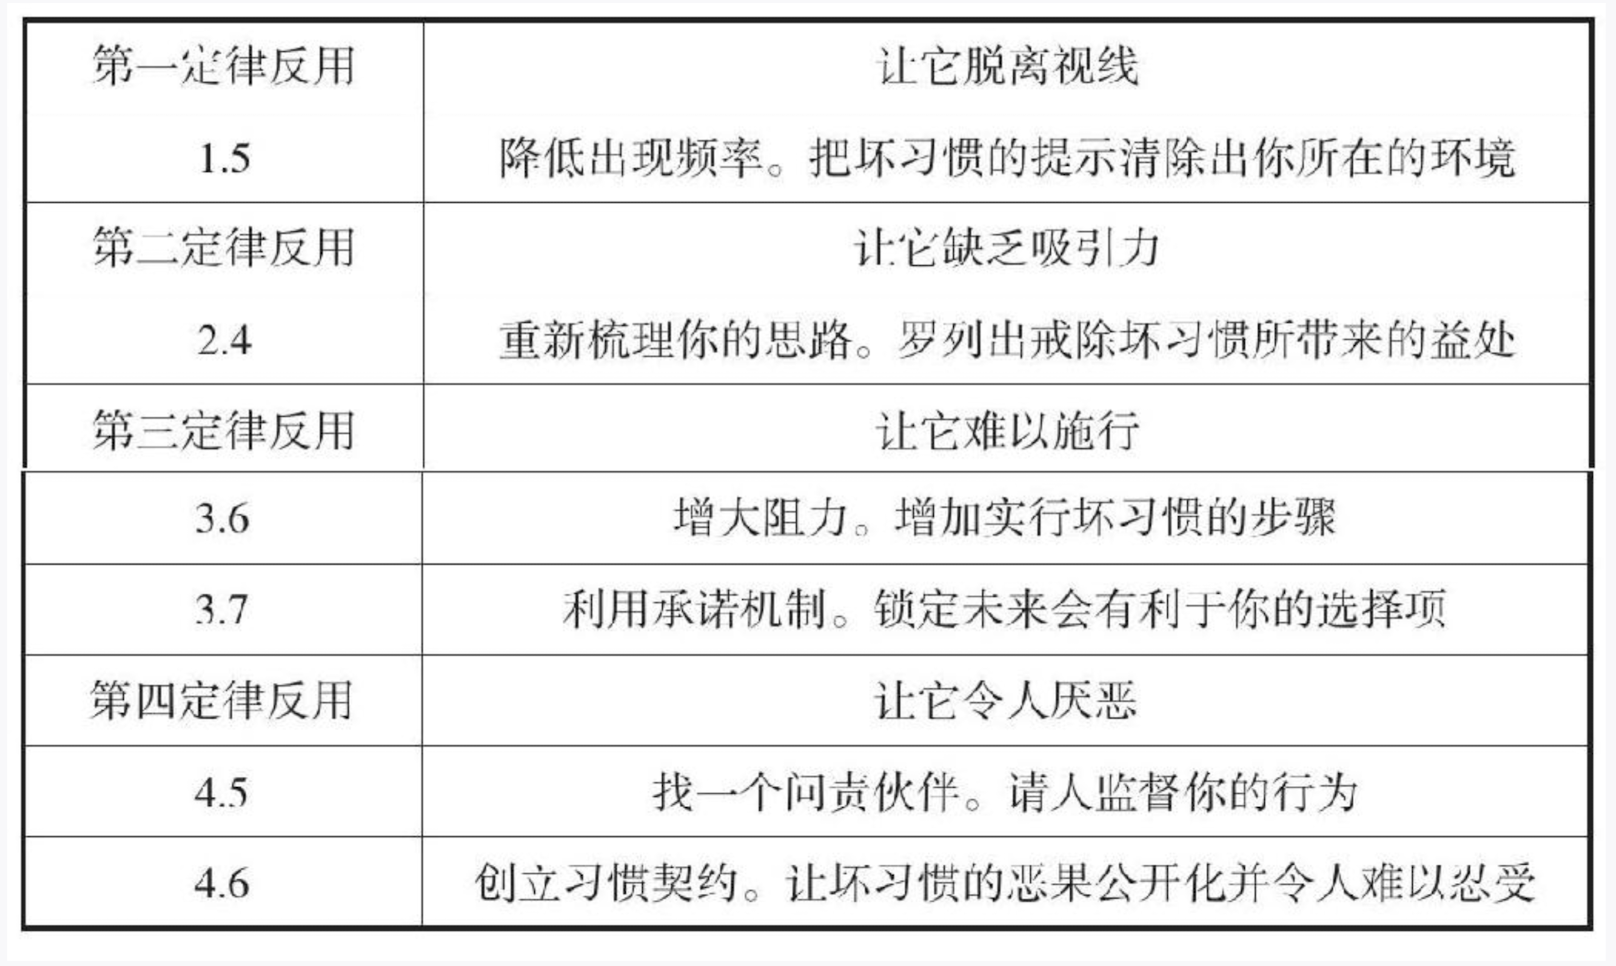 第一定律反用 让它脱离视线
1.5 降低出现频率。把坏习惯的提示清除出你所在的环境
第二定律反用 让它缺乏吸引力
2.4 重新梳理你的思路。罗列出戒除坏习惯所带来的益处
第三定律反用 让它难以施行
3.6 增大阻力。增加实行坏习惯的步骤
3.7 利用承诺机制。锁定未来会有利于你的选择项
第四定律反用 让它令人厌恶
4.5 找一个问责伙伴。请人监督你的行为
4.6 创立习惯契约。让坏习惯的恶果公开化并令人难以忍受